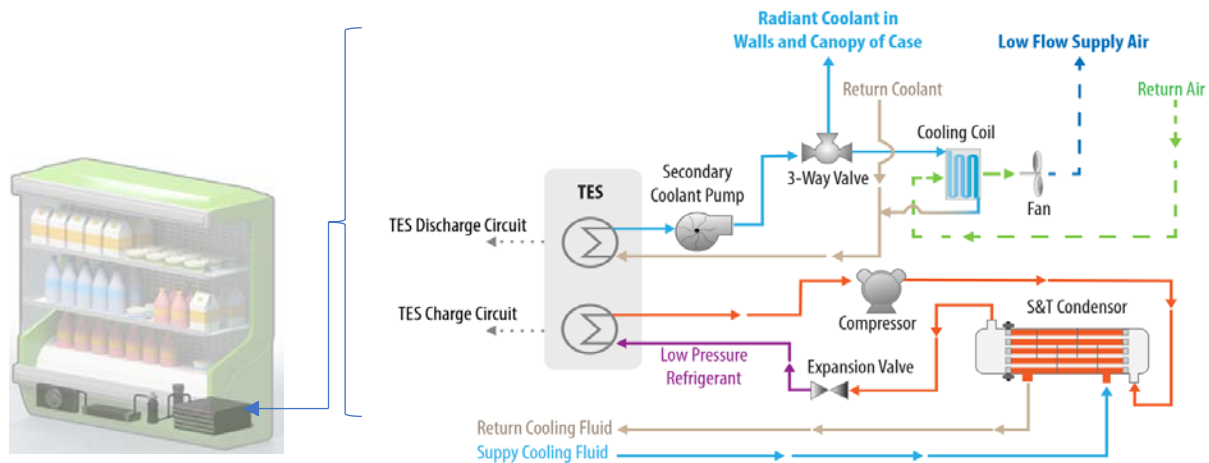 Radiant Coolant in
Walls and Canopy of Case
Low Flow Supply Air
Return Coolant
Return Air
Cooling Coil
Secondary
Coolant Pump
3-Way Valve
Fan
TES
TES Discharge Circuit
TES Charge Circuit
Compressor
S&T Condensor
Low Pressure
Refrigerant
Expansion Valve
Return Cooling Fluid
Suppy Cooling Fluid